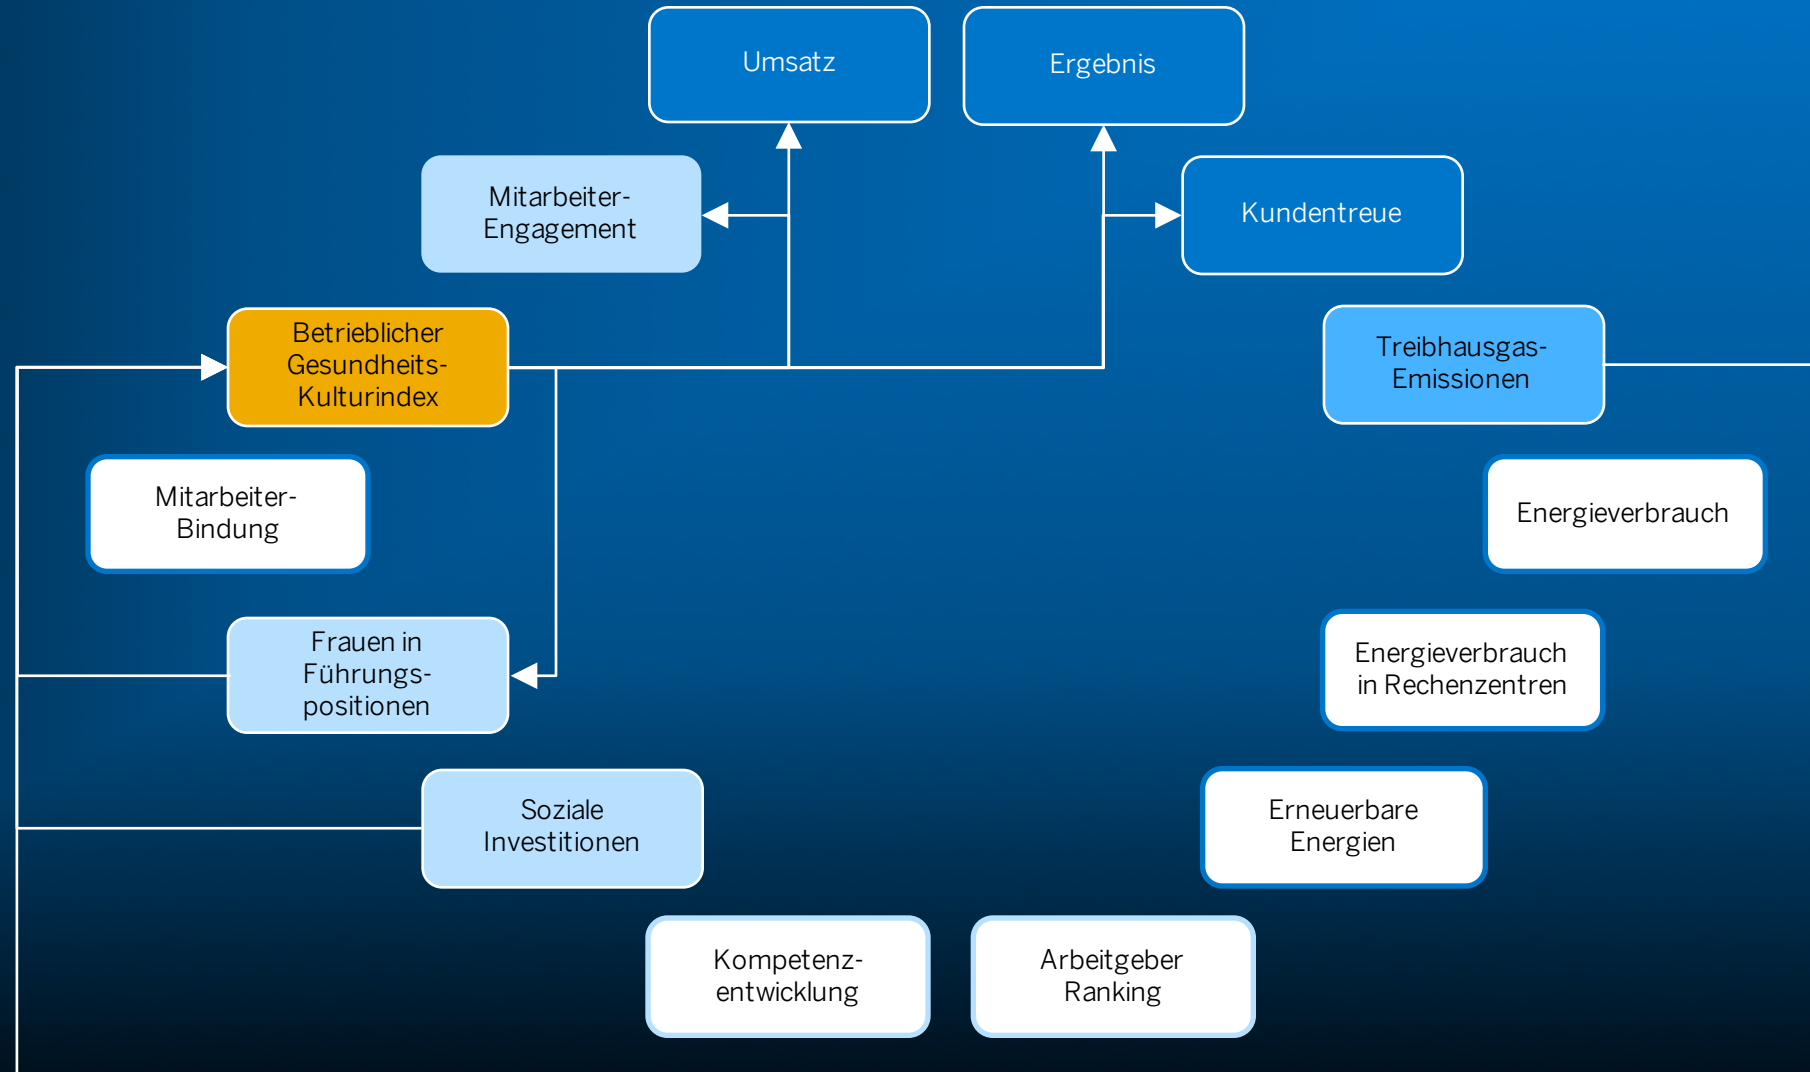 Umsatz
Ergebnis
Mitarbeiter-
Engagement
Kundentreue
Betrieblicher
Gesundheits-
Kulturindex
Treibhausgas-
Emissionen
Mitarbeiter-
Bindung
Energieverbrauch
Frauen in
Führungs-
positionen
Energieverbrauch
in Rechenzentren
Soziale
Investitionen
Erneuerbare
Energien
Kompetenz-
entwicklung
Arbeitgeber
Ranking